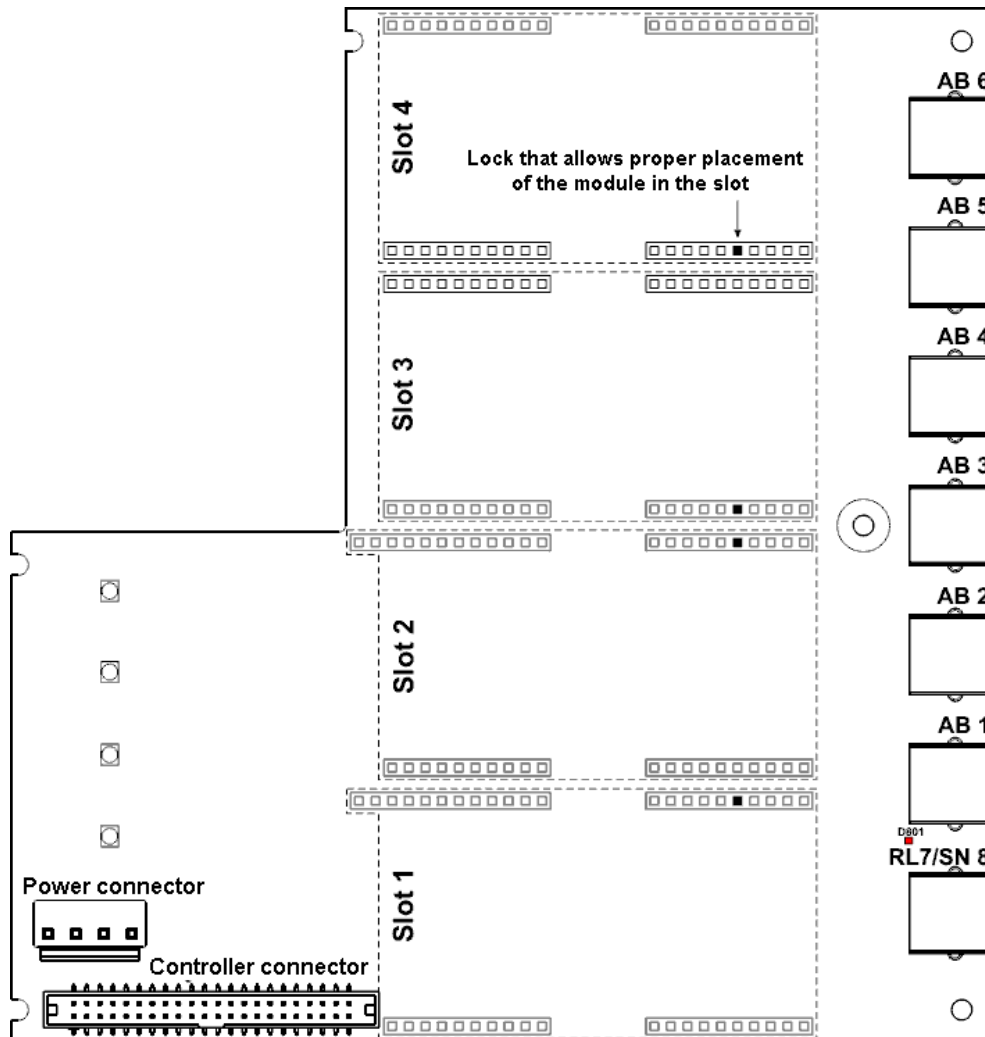 AB 6
Slot 4
Lock that allows proper placement
of the module in the slot
AB 5
AB 4
Slot 3
AB 3
AB 2
Slot 2
AB 1
D801
RL7/SN 8
Power connector
Slot 1
Controller connector